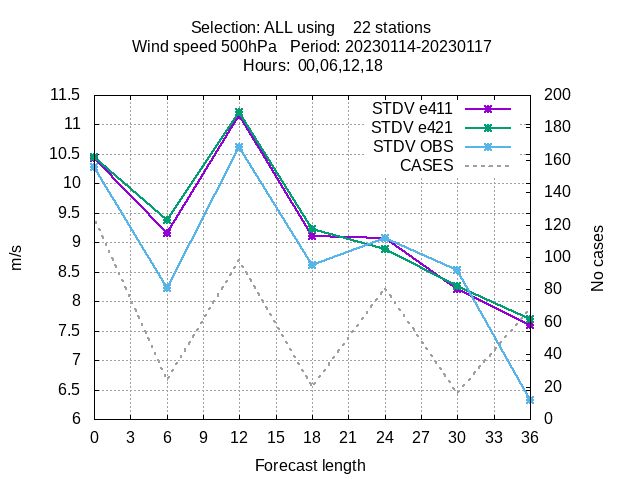 Selection: ALL using    22 stations
Wind speed 500hPa   Period: 20230114-20230117
Hours:  00,06,12,18
STDV e411
STDV e421
STDV OBS
CASES
11.5
11
10.5
10
9.5
9
8.5
8
7.5
7
6.5
6
200
180
160
140
120
100
80
60
40
20
0
m/s
No cases
0 3 6 9 12 15 18 21 24 27 30 33 36
Forecast length